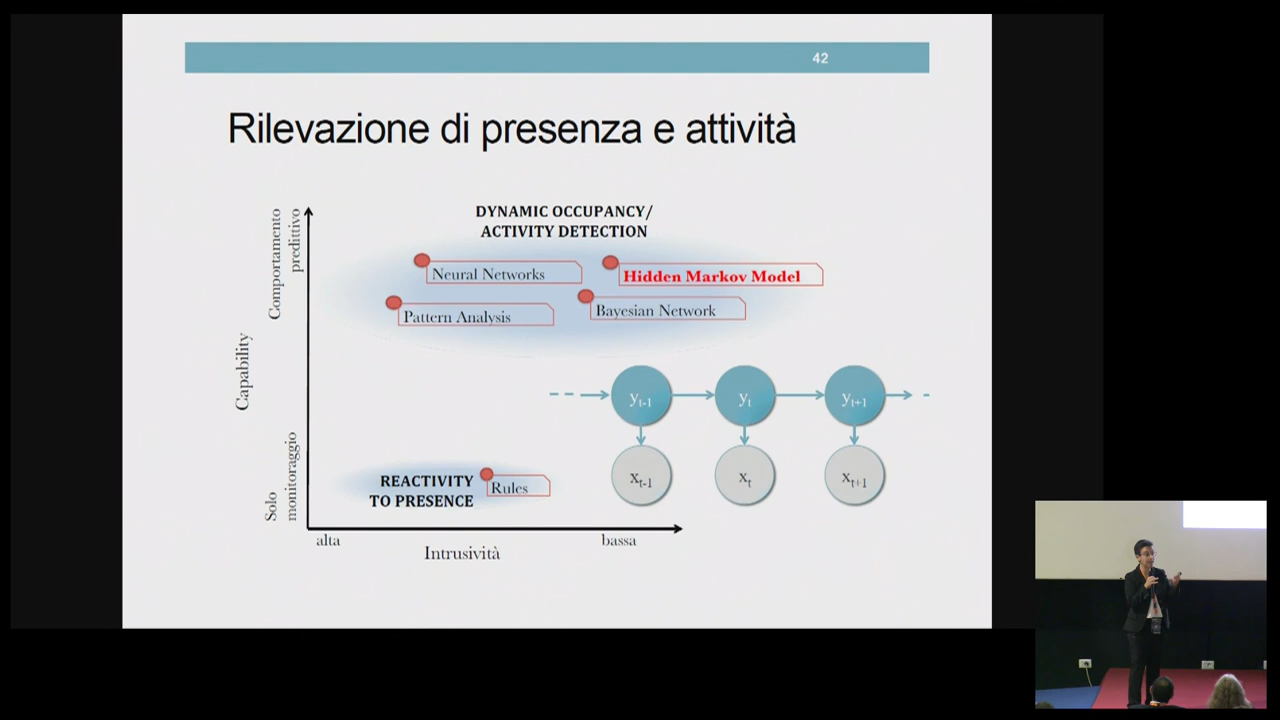 42
Rilevazione di presenza e attività
DYNAMIC OCCUPANCY/
ACTIVITY DETECTION
Comportamento
predittivo
Neural Networks
Hidden Markov Model
Pattern Analysis
Bayesian Network
Capability
yt-1
yt
yt+1
xt-1
xt
xt+1
Solo
monitoraggio
REACTIVITY
TO PRESENCE
Rules
alta
bassa
Intrusività